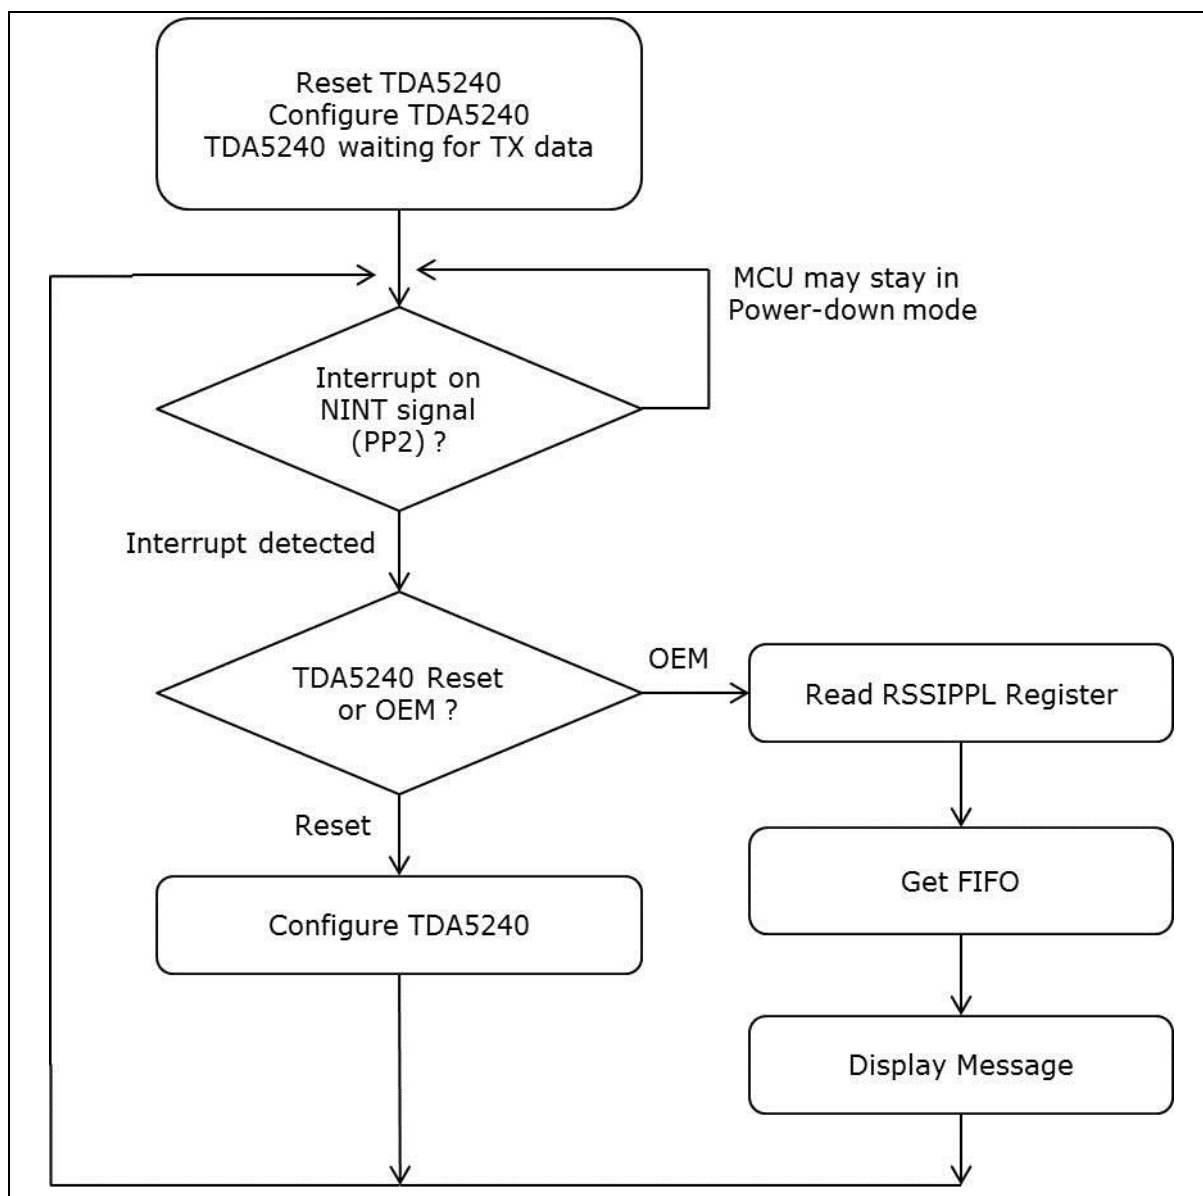 Reset TDA5240
Configure TDA5240
TDA5240 waiting for TX data
MCU may stay in
Power-down mode
Interrupt on
NINT signal
(PP2) ?
Interrupt detected
TDA5240 Reset
or OEM ?
OEM
Read RSSIPPL Register
Reset
Get FIFO
Configure TDA5240
Display Message